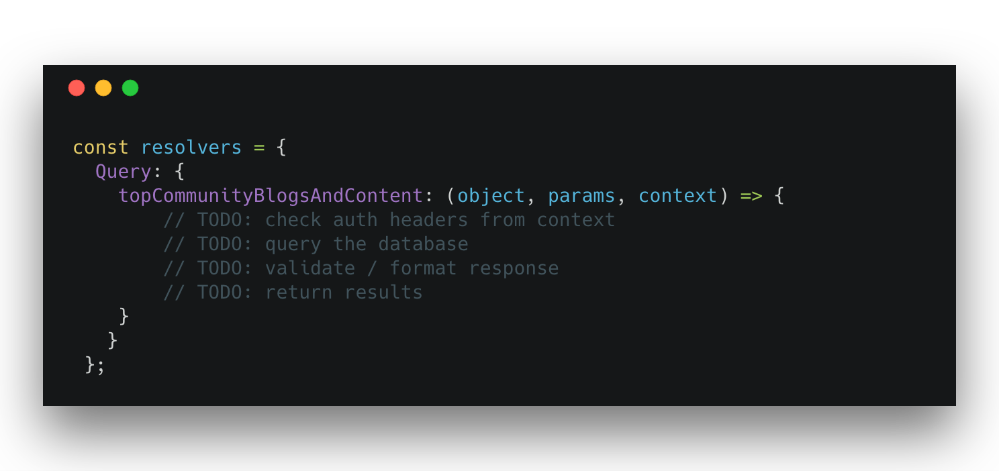 const resolvers = {
  Query: {
    topCommunityBlogsAndContent: (object, params, context) => {
        // TODO: check auth headers from context
        // TODO: query the database
        // TODO: validate / format response
        // TODO: return results
    }
   }
 };